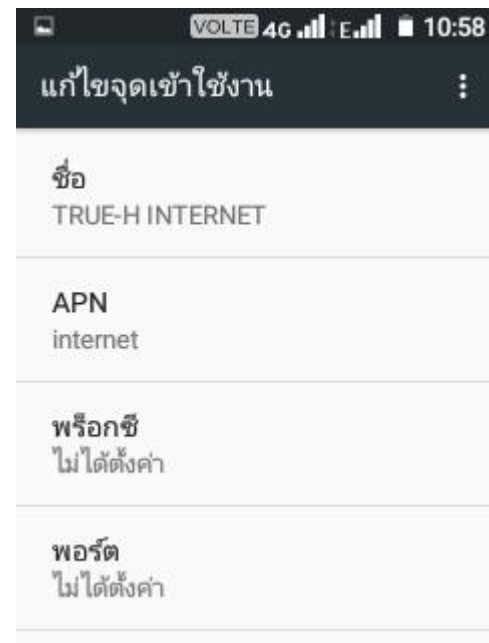 VOLTE 4G E 10:58
แก้ไขจุดเข้าใช้งาน
ชื่อ
TRUE-H INTERNET
APN
internet
พร็อกซี
ไม่ได้ตั้งค่า
พอร์ต
ไม่ได้ตั้งค่า